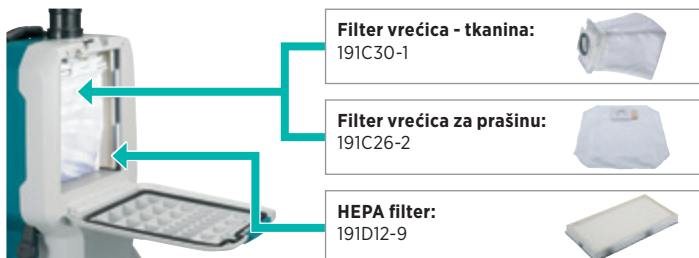 Filter vrećica - tkanina:
191C30-1
Filter vrećica za prašinu:
191C26-2
HEPA filter:
191D12-9